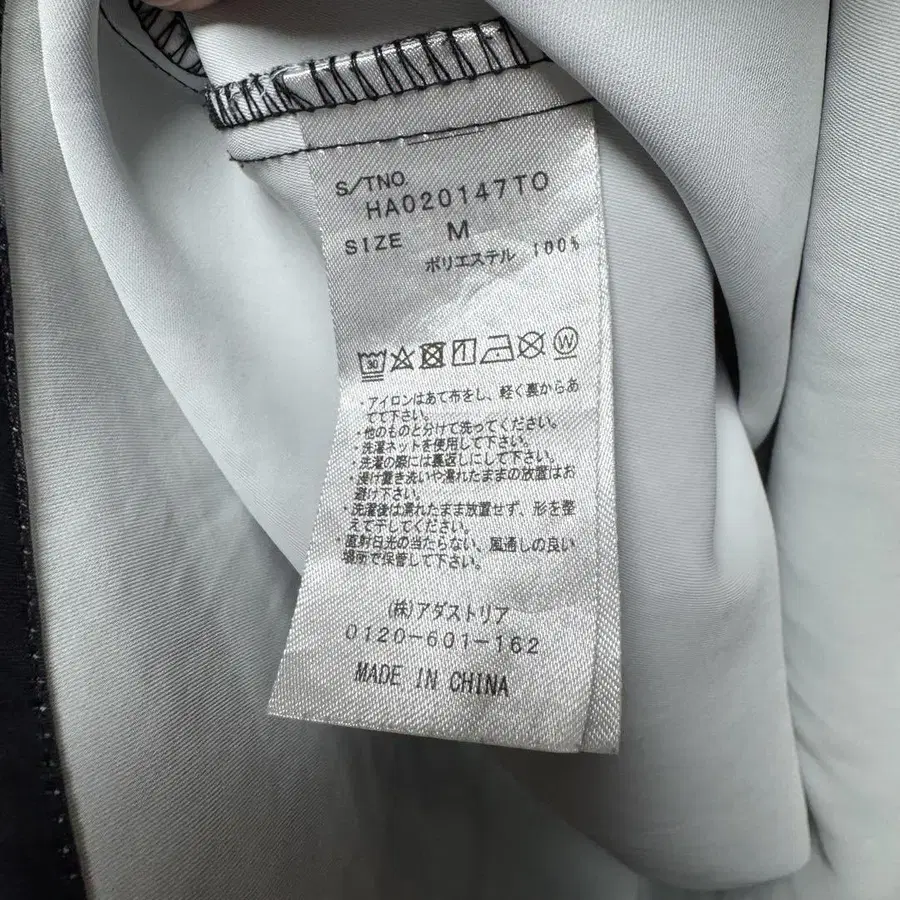 S/TNO.
HA020147TO
SIZE M
ポリエステル 100%
30 W
・アイロンはあて布をし、軽く裏からあ
てて下さい。
・他のものと分けて洗ってください。
・洗濯ネットを使用して下さい。
・洗濯の際には裏返しにして下さい。
・浸け置き洗いや濡れたままの放置はお
避け下さい。
・洗濯後は濡れたまま放置せず、形を整
えて干してください。
・直射日光の当たらない、風通しの良い
場所で保管して下さい。
(株)アダストリア
0120-601-162
MADE IN CHINA